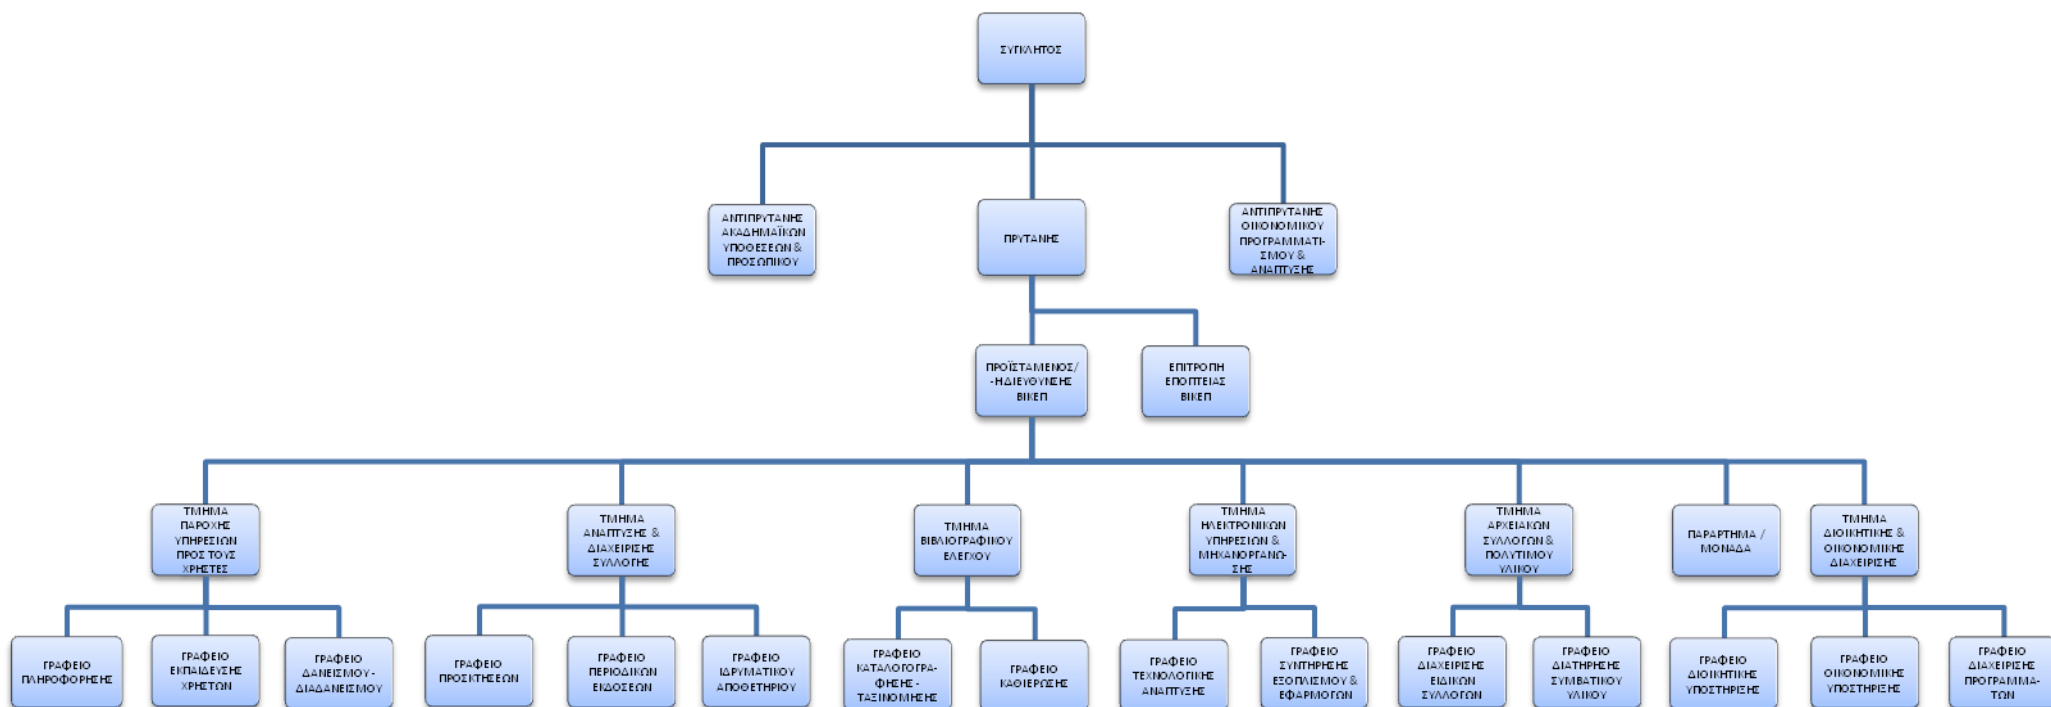 ΣΥΓΚΛΗΤΟΣ
ΑΝΤΙΠΡΥΤΑΝΗΣ
ΑΚΑΔΗΜΑΪΚΩΝ
ΥΠΟΘΕΣΕΩΝ &
ΠΡΟΣΩΠΙΚΟΥ
ΠΡΥΤΑΝΗΣ
ΑΝΤΙΠΡΥΤΑΝΗΣ
ΟΙΚΟΝΟΜΙΚΟΥ
ΠΡΟΓΡΑΜΜΑΤΙ-
ΣΜΟΥ &
ΑΝΑΠΤΥΞΗΣ
ΠΡΟΪΣΤΑΜΕΝΟΣ/
-Η ΔΙΕΥΘΥΝΣΗΣ
ΒΙΚΕΠ
ΕΠΙΤΡΟΠΗ
ΕΠΟΠΤΕΙΑΣ
ΒΙΚΕΠ
ΤΜΗΜΑ
ΠΑΡΟΧΗΣ
ΥΠΗΡΕΣΙΩΝ
ΠΡΟΣ ΤΟΥΣ
ΧΡΗΣΤΕΣ
ΤΜΗΜΑ
ΑΝΑΠΤΥΞΗΣ &
ΔΙΑΧΕΙΡΙΣΗΣ
ΣΥΛΛΟΓΗΣ
ΤΜΗΜΑ
ΒΙΒΛΙΟΓΡΑΦΙΚΟΥ
ΕΛΕΓΧΟΥ
ΤΜΗΜΑ
ΗΛΕΚΤΡΟΝΙΚΩΝ
ΥΠΗΡΕΣΙΩΝ &
ΜΗΧΑΝΟΡΓΑΝΩ-
ΣΗΣ
ΤΜΗΜΑ
ΑΡΧΕΙΑΚΩΝ
ΣΥΛΛΟΓΩΝ &
ΠΟΛΥΤΙΜΟΥ
ΥΛΙΚΟΥ
ΠΑΡΑΡΤΗΜΑ /
ΜΟΝΑΔΑ
ΤΜΗΜΑ
ΔΙΟΙΚΗΤΙΚΗΣ &
ΟΙΚΟΝΟΜΙΚΗΣ
ΔΙΑΧΕΙΡΙΣΗΣ
ΓΡΑΦΕΙΟ
ΠΛΗΡΟΦΟΡΗΣΗΣ
ΓΡΑΦΕΙΟ
ΕΚΠΑΙΔΕΥΣΗΣ
ΧΡΗΣΤΩΝ
ΓΡΑΦΕΙΟ
ΔΑΝΕΙΣΜΟΥ -
ΔΙΑΔΑΝΕΙΣΜΟΥ
ΓΡΑΦΕΙΟ
ΠΡΟΣΚΤΗΣΕΩΝ
ΓΡΑΦΕΙΟ
ΠΕΡΙΟΔΙΚΩΝ
ΕΚΔΟΣΕΩΝ
ΓΡΑΦΕΙΟ
ΙΔΡΥΜΑΤΙΚΟΥ
ΑΠΟΘΕΤΗΡΙΟΥ
ΓΡΑΦΕΙΟ
ΚΑΤΑΛΟΓΟΓΡΑ-
ΦΗΣΗΣ -
ΤΑΞΙΝΟΜΗΣΗΣ
ΓΡΑΦΕΙΟ
ΚΑΘΙΕΡΩΣΗΣ
ΓΡΑΦΕΙΟ
ΤΕΧΝΟΛΟΓΙΚΗΣ
ΑΝΑΠΤΥΞΗΣ
ΓΡΑΦΕΙΟ
ΣΥΝΤΗΡΗΣΗΣ
ΕΞΟΠΛΙΣΜΟΥ &
ΕΦΑΡΜΟΓΩΝ
ΓΡΑΦΕΙΟ
ΔΙΑΧΕΙΡΙΣΗΣ
ΕΙΔΙΚΩΝ
ΣΥΛΛΟΓΩΝ
ΓΡΑΦΕΙΟ
ΔΙΑΤΗΡΗΣΗΣ
ΣΥΜΒΑΤΙΚΟΥ
ΥΛΙΚΟΥ
ΓΡΑΦΕΙΟ
ΔΙΟΙΚΗΤΙΚΗΣ
ΥΠΟΣΤΗΡΙΞΗΣ
ΓΡΑΦΕΙΟ
ΟΙΚΟΝΟΜΙΚΗΣ
ΥΠΟΣΤΗΡΙΞΗΣ
ΓΡΑΦΕΙΟ
ΔΙΑΧΕΙΡΙΣΗΣ
ΠΡΟΓΡΑΜΜΑ-
ΤΩΝ